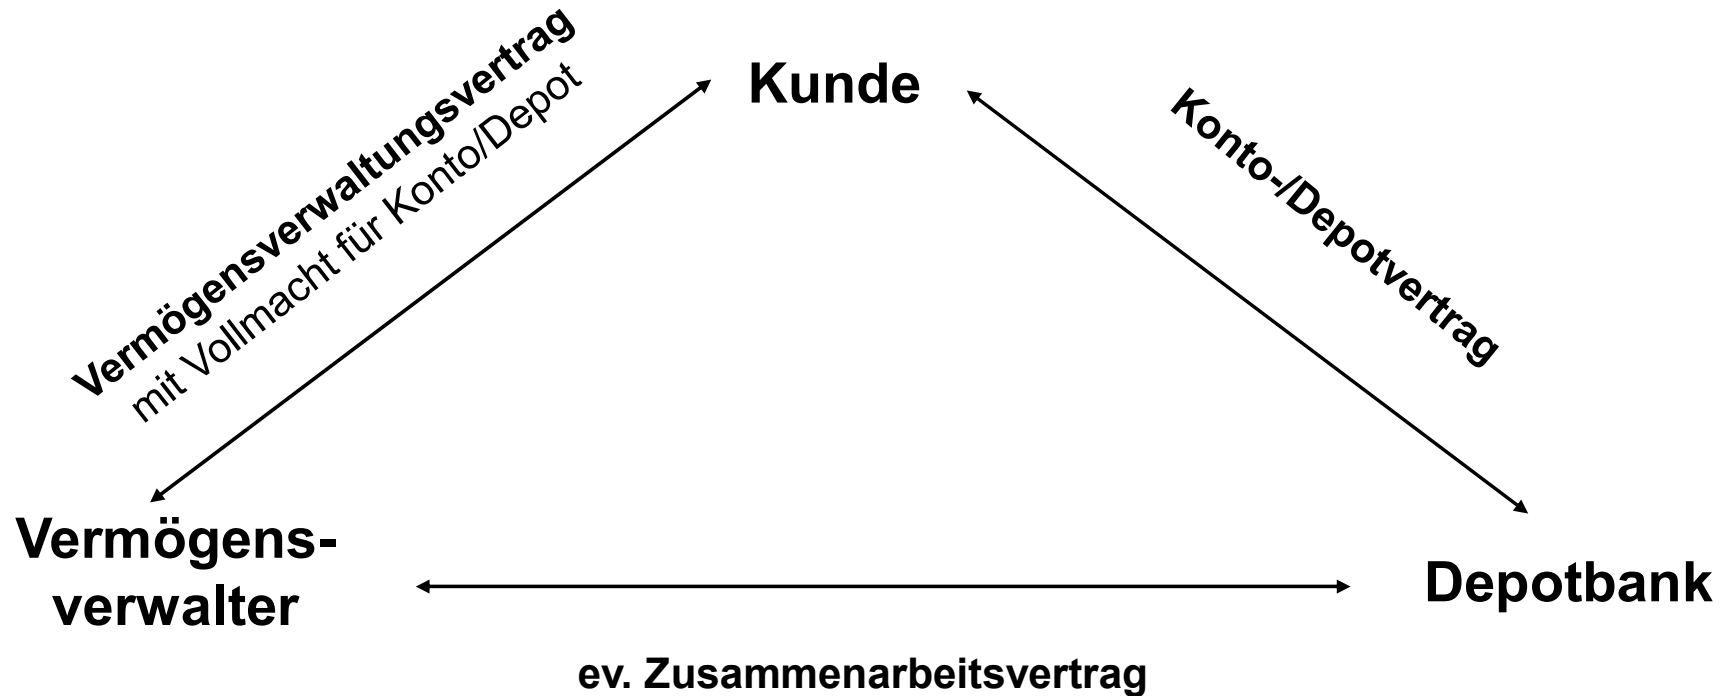 Kunde
Vermögensverwaltungsvertrag
mit Vollmacht für Konto/Depot
Konto-/Depotvertrag
Vermögens-
verwalter
Depotbank
ev. Zusammenarbeitsvertrag